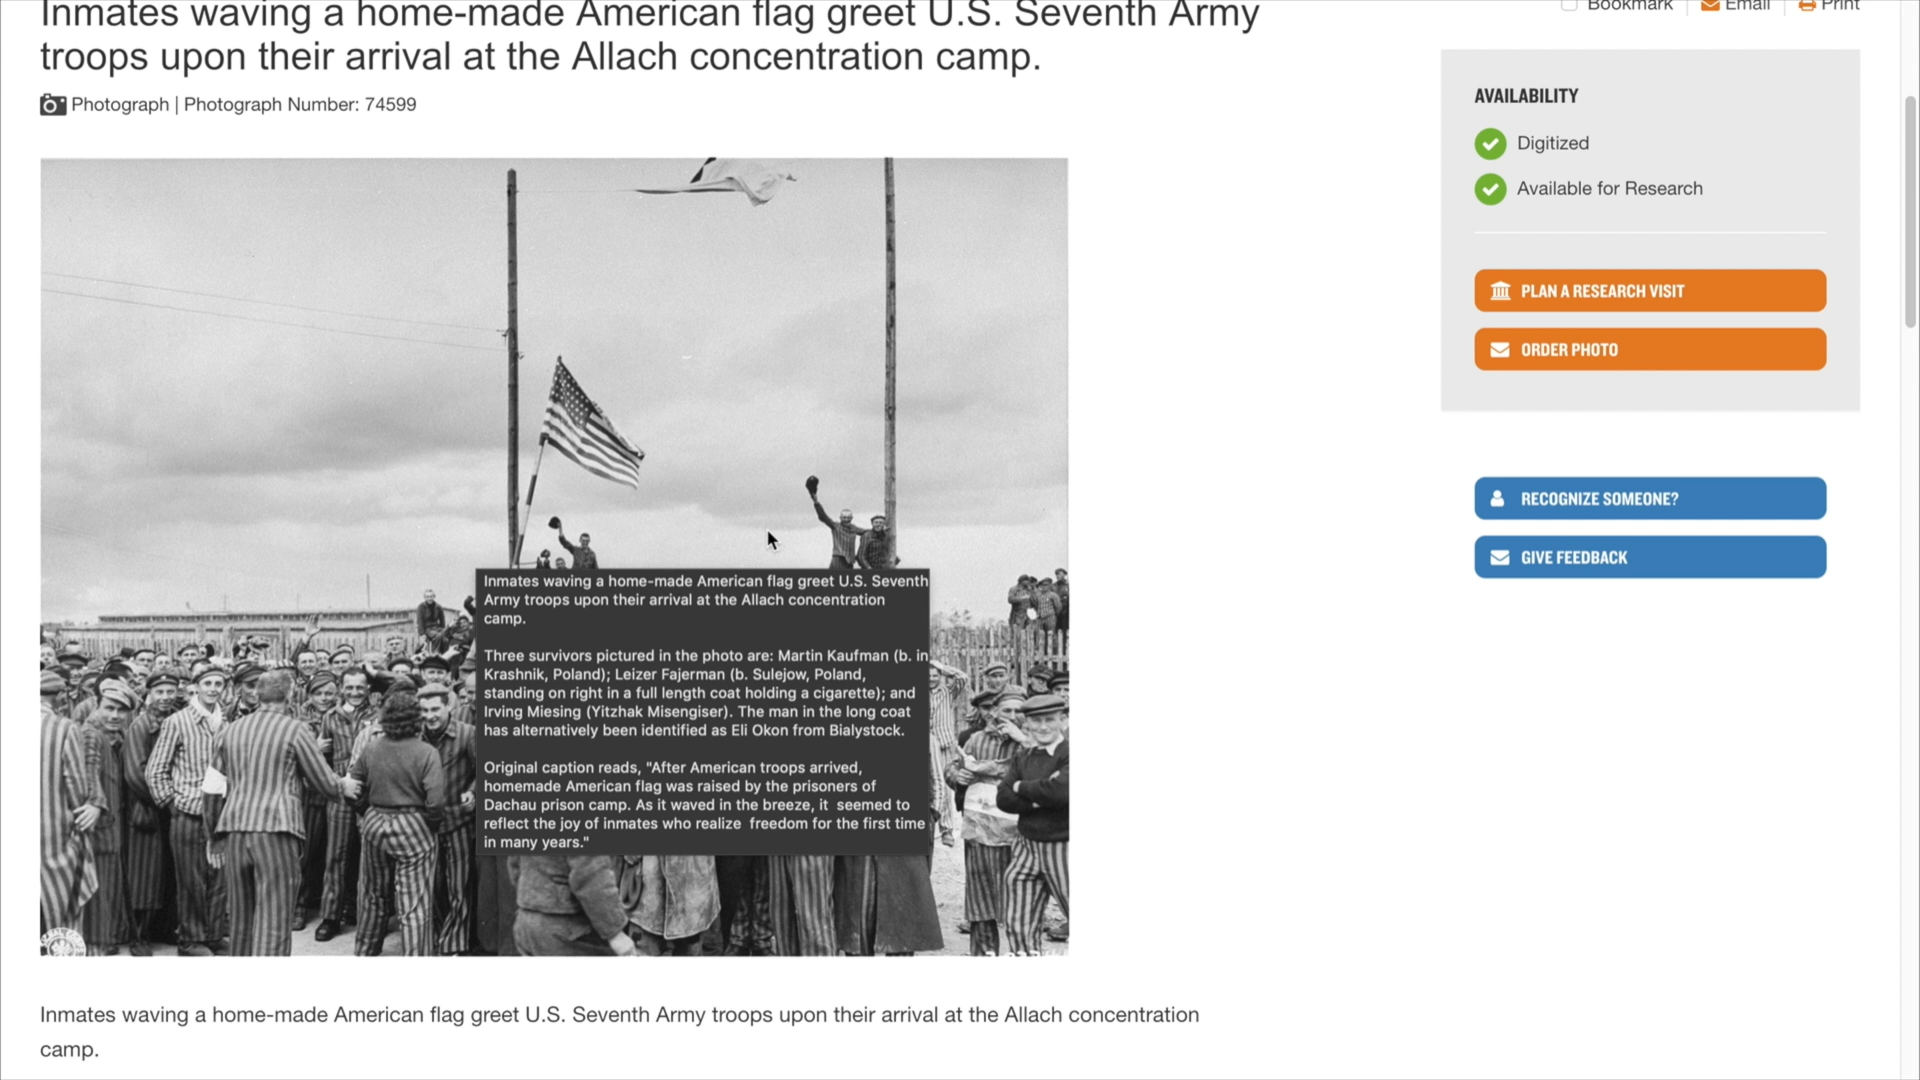 Inmates waving a home-made American flag greet U.S. Seventh Army
troops upon their arrival at the Allach concentration camp.
Bookmark
Email
Print
Photograph | Photograph Number: 74599
AVAILABILITY
Digitized
Available for Research
PLAN A RESEARCH VISIT
ORDER PHOTO
RECOGNIZE SOMEONE?
GIVE FEEDBACK
Inmates waving a home-made American flag greet U.S. Seventh
Army troops upon their arrival at the Allach concentration
camp.
Three survivors pictured in the photo are: Martin Kaufman (b. in
Krashnik, Poland); Leizer Fajerman (b. Sulejow, Poland,
standing on right in a full length coat holding a cigarette); and
Irving Miesing (Yitzhak Misengiser). The man in the long coat
has alternatively been identified as Eli Okon from Bialystock.
Original caption reads, "After American troops arrived,
homemade American flag was raised by the prisoners of
Dachau prison camp. As it waved in the breeze, it  seemed to
reflect the joy of inmates who realize  freedom for the first time
in many years."
Inmates waving a home-made American flag greet U.S. Seventh Army troops upon their arrival at the Allach concentration
camp.